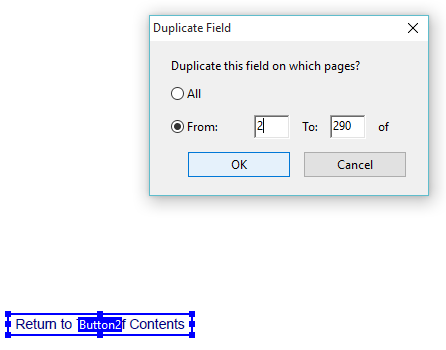 Duplicate Field
Duplicate this field on which pages?
All
From: 2 To: 290 of
OK Cancel
Return to Button2f Contents